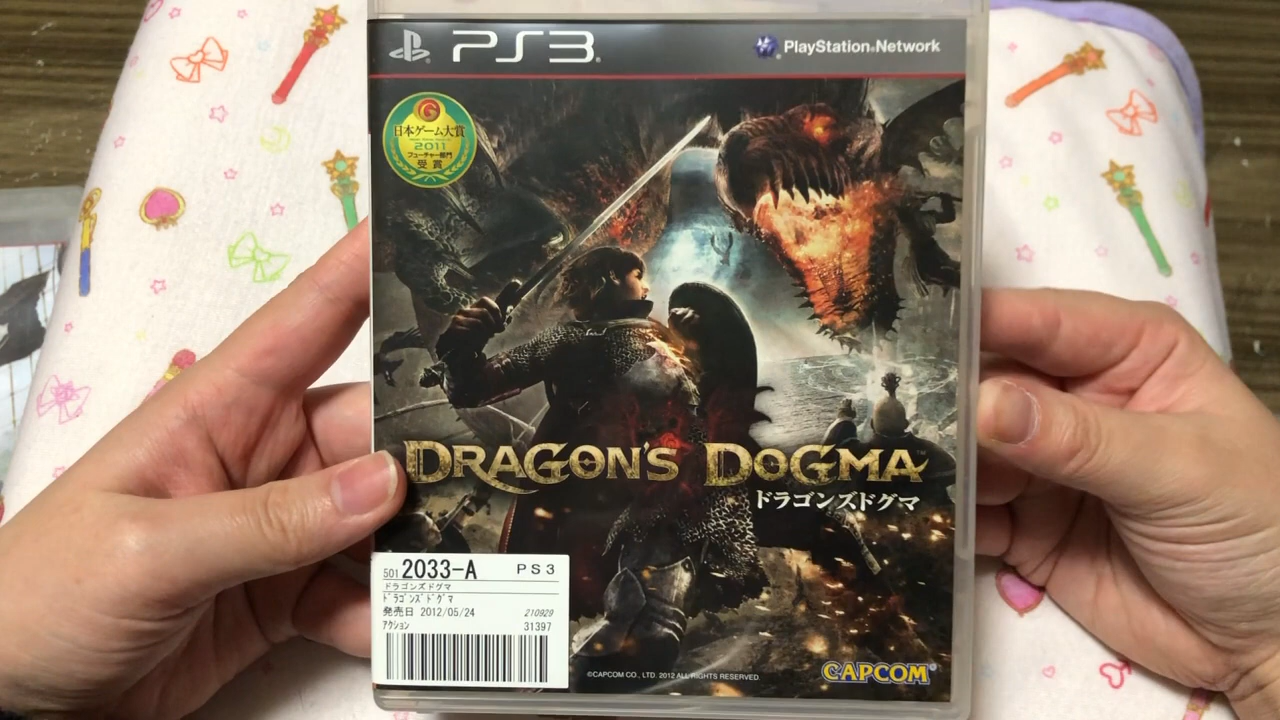 PS3
PlayStation Network
日本ゲーム大賞
2011
フューチャー部門
受賞
DRAGON'S DOGMA™
ドラゴンズドグマ
501 2033-A PS3
ドラゴンズドグマ
ドラゴンズドグマ
発売日 2012/05/24 210929
アクション 31397
©CAPCOM CO., LTD. 2012 ALL RIGHTS RESERVED.
CAPCOM